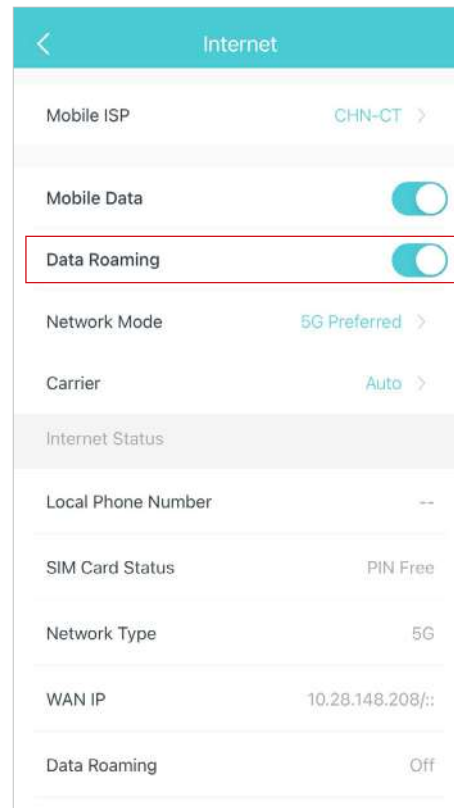 Internet
Mobile ISP CHN-CT
Mobile Data
Data Roaming
Network Mode 5G Preferred
Carrier Auto
Internet Status
Local Phone Number --
SIM Card Status PIN Free
Network Type 5G
WAN IP 10.28.148.208/::
Data Roaming Off